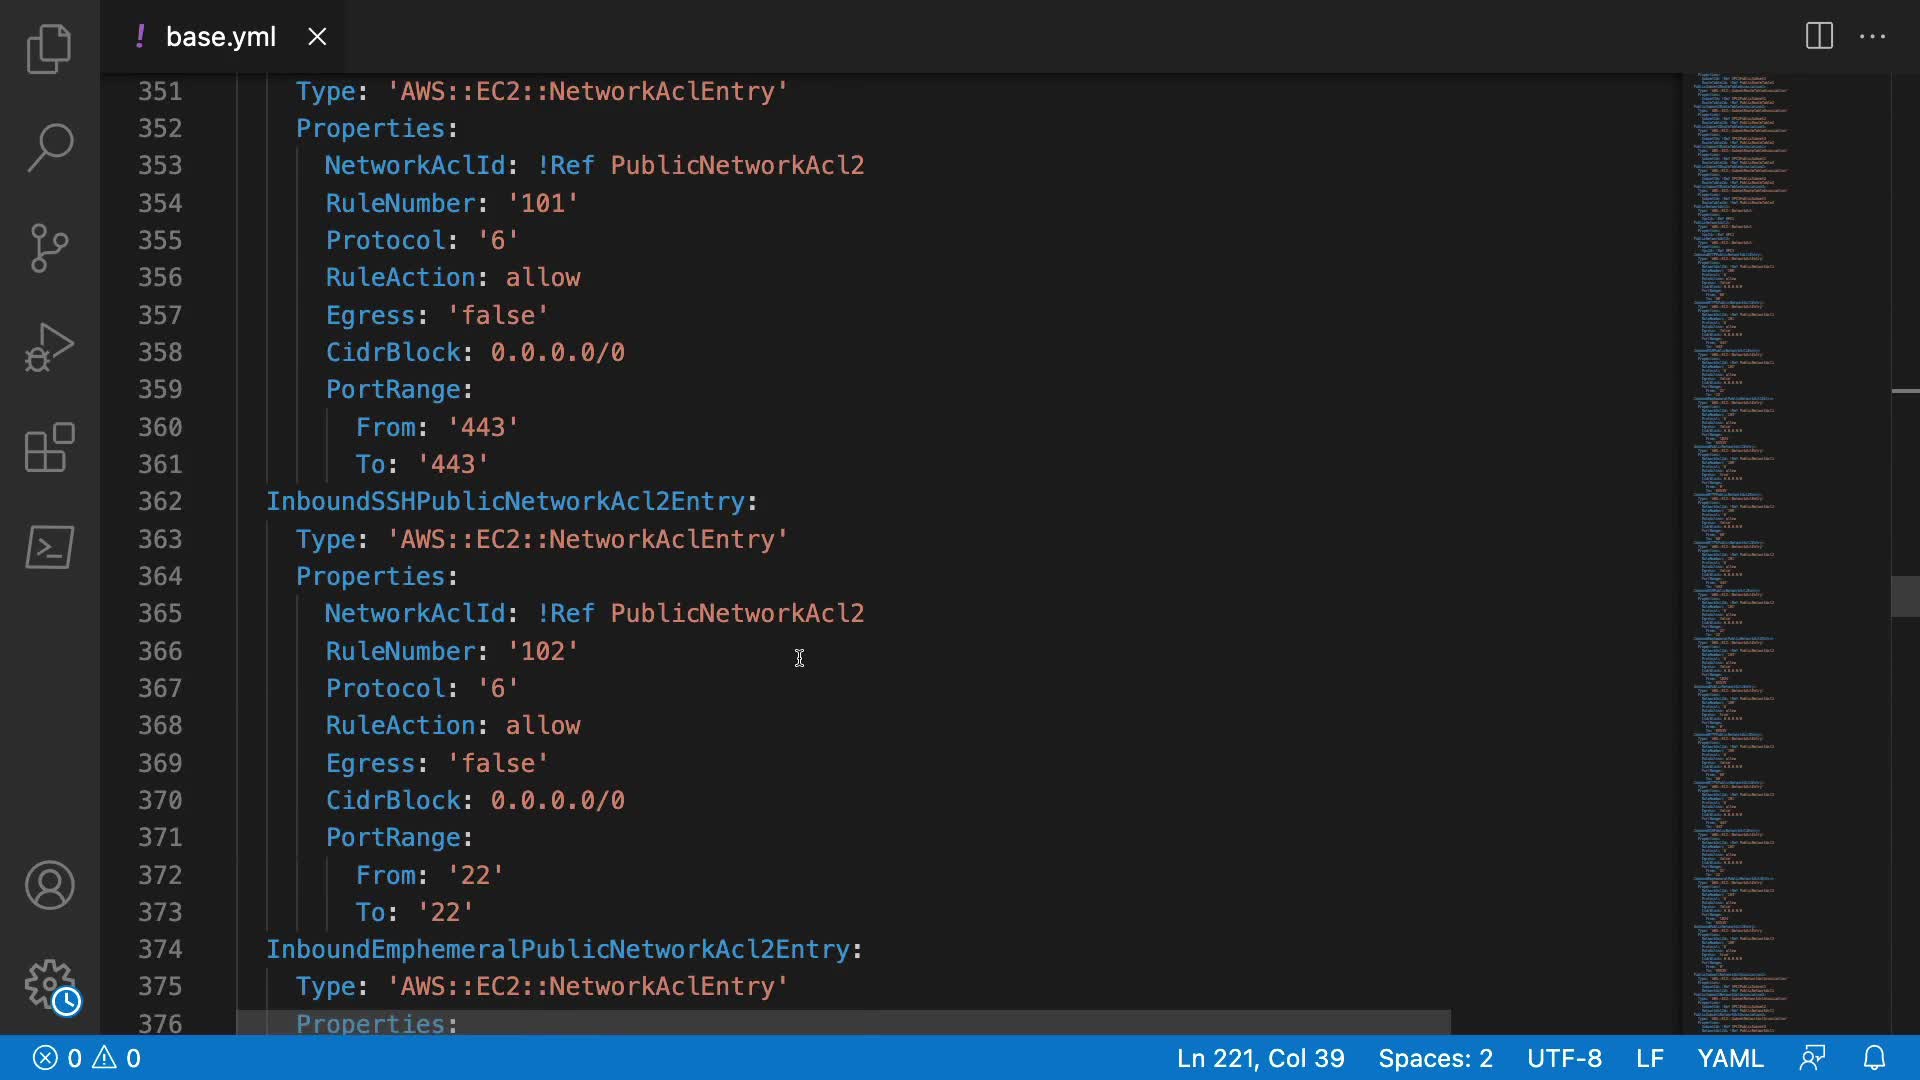 ! base.yml
351 Type: 'AWS::EC2::NetworkAclEntry'
352 Properties:
353 NetworkAclId: !Ref PublicNetworkAcl2
354 RuleNumber: '101'
355 Protocol: '6'
356 RuleAction: allow
357 Egress: 'false'
358 CidrBlock: 0.0.0.0/0
359 PortRange:
360 From: '443'
361 To: '443'
362 InboundSSHPublicNetworkAcl2Entry:
363 Type: 'AWS::EC2::NetworkAclEntry'
364 Properties:
365 NetworkAclId: !Ref PublicNetworkAcl2
366 RuleNumber: '102'
367 Protocol: '6'
368 RuleAction: allow
369 Egress: 'false'
370 CidrBlock: 0.0.0.0/0
371 PortRange:
372 From: '22'
373 To: '22'
374 InboundEmphemeralPublicNetworkAcl2Entry:
375 Type: 'AWS::EC2::NetworkAclEntry'
376 Properties:
0 0 Ln 221, Col 39 Spaces: 2 UTF-8 LF YAML